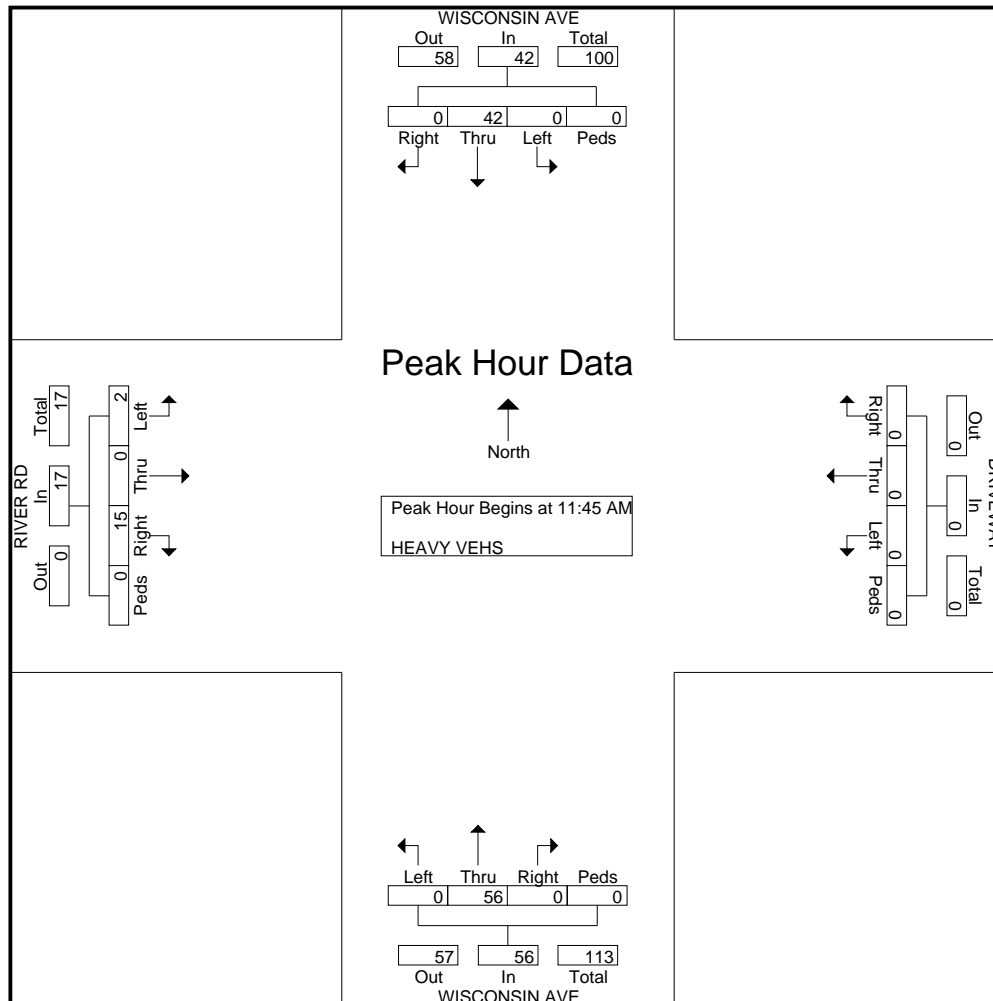 WISCONSIN AVE
Out In Total
58 42 100
0 42 0 0
Right Thru Left Peds
Peak Hour Data
North
Peak Hour Begins at 11:45 AM
HEAVY VEHS
RIVER RD
Out In Total
0 17 17
Left Thru Right Peds
2 0 15 0
Right Thru Left Peds
0 0 0 0
Out In Total
0 0 0
DRIVEWAY
Left Thru Right Peds
0 56 0 0
57 56 113
Out In Total
WISCONSIN AVE